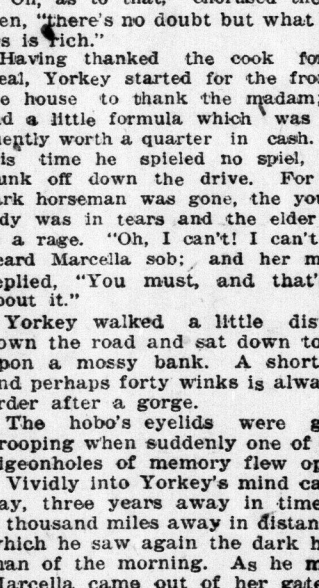 Oh, as to that, chorused the
en, "there's no doubt but what
s is rich."
Having thanked the cook fo
eal, Yorkey started for the fro
e house to thank the madam;
d a little formula which was
uently worth a quarter in cash.
is time he spieled no spiel,
unk off down the drive. For
ark horseman was gone, the you
dy was in tears and the elder
a rage. "Oh, I can't! I can't
eard Marcella sob; and her m
eplied, "You must, and that'
bout it."
Yorkey walked a little dis
own the road and sat down to
pon a mossy bank. A short
nd perhaps forty winks is alwa
rder after a gorge.
The hobo's eyelids were g
rooping when suddenly one of
igeonholes of memory flew op
Vividly into Yorkey's mind ca
ay, three years away in time
thousand miles away in distan
which he saw again the dark h
man of the morning. As he m
Marcella came out of her gate